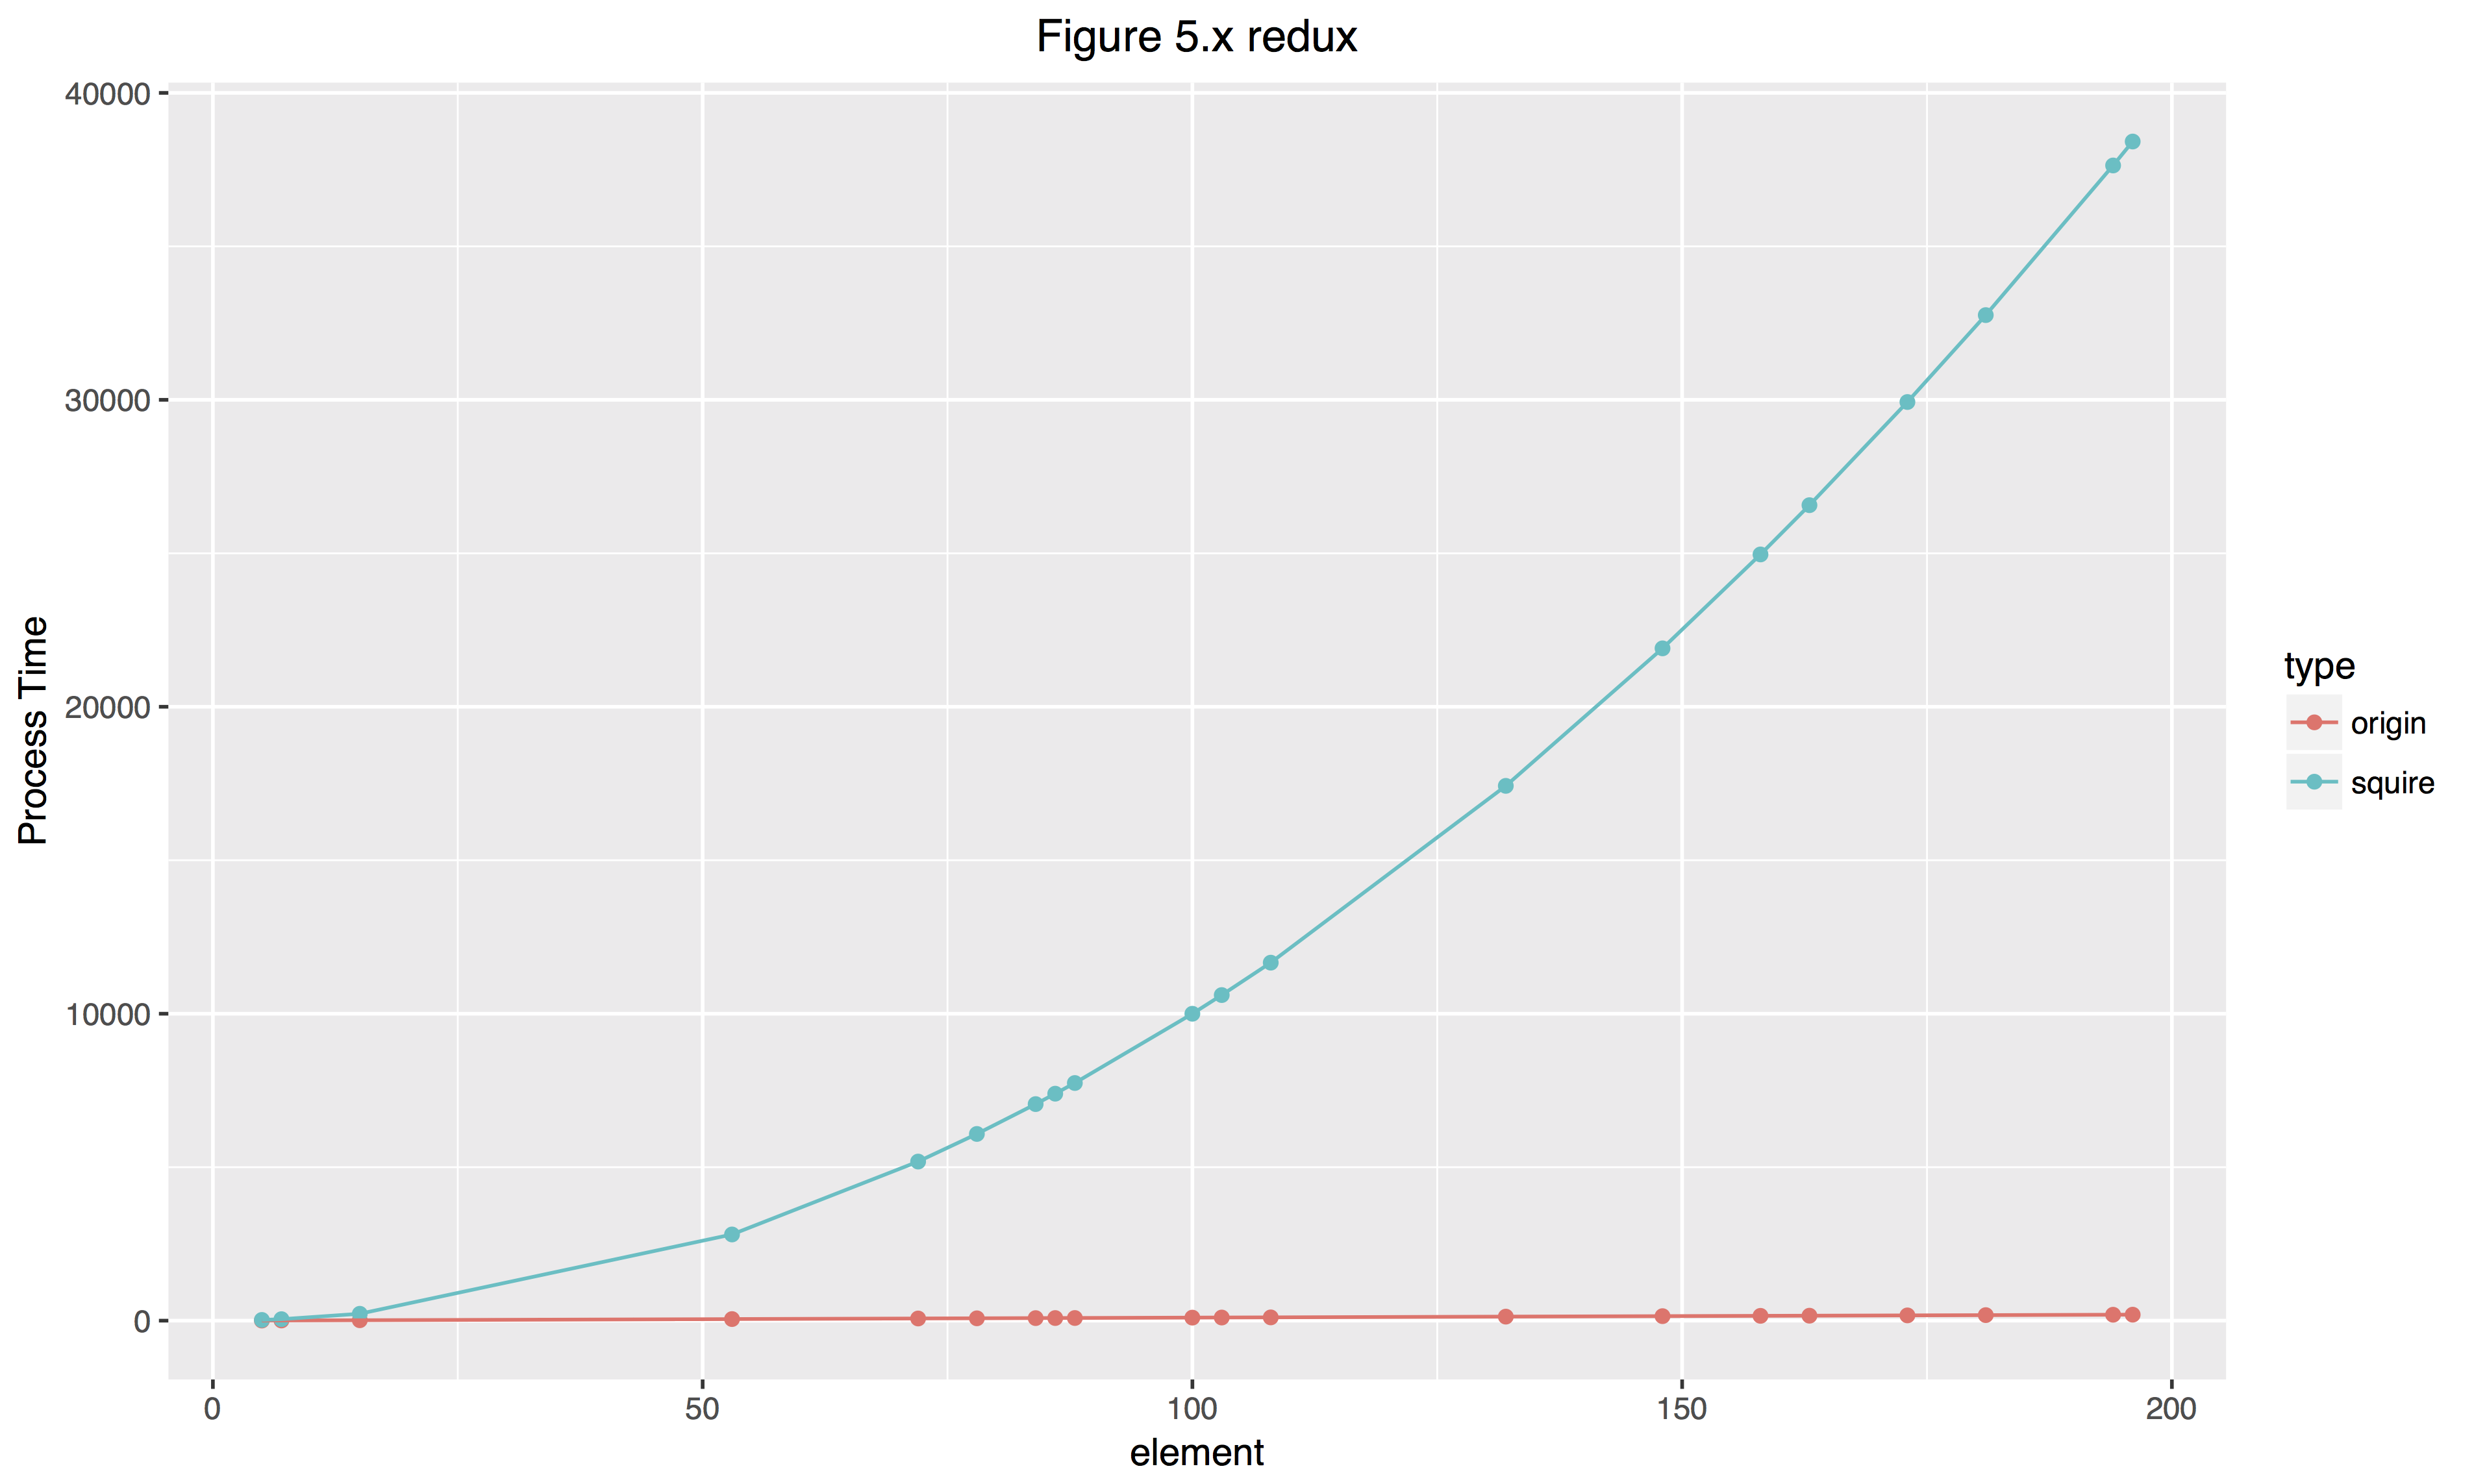 Figure 5.x redux
40000
30000
20000
10000
0
Process Time
0 50 100 150 200
element
type
origin
squire